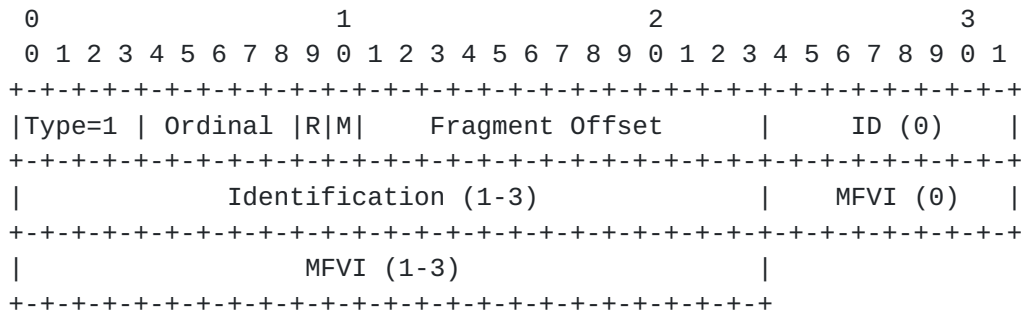 0                   1                   2                   3
0 1 2 3 4 5 6 7 8 9 0 1 2 3 4 5 6 7 8 9 0 1 2 3 4 5 6 7 8 9 0 1
+-+-+-+-+-+-+-+-+-+-+-+-+-+-+-+-+-+-+-+-+-+-+-+-+-+-+-+-+-+-+-+-+
|Type=1 | Ordinal |R|M|    Fragment Offset      |     ID (0)    |
+-+-+-+-+-+-+-+-+-+-+-+-+-+-+-+-+-+-+-+-+-+-+-+-+-+-+-+-+-+-+-+-+
|             Identification (1-3)              |    MFVI (0)   |
+-+-+-+-+-+-+-+-+-+-+-+-+-+-+-+-+-+-+-+-+-+-+-+-+-+-+-+-+-+-+-+-+
|                  MFVI (1-3)                   |
+-+-+-+-+-+-+-+-+-+-+-+-+-+-+-+-+-+-+-+-+-+-+-+-+